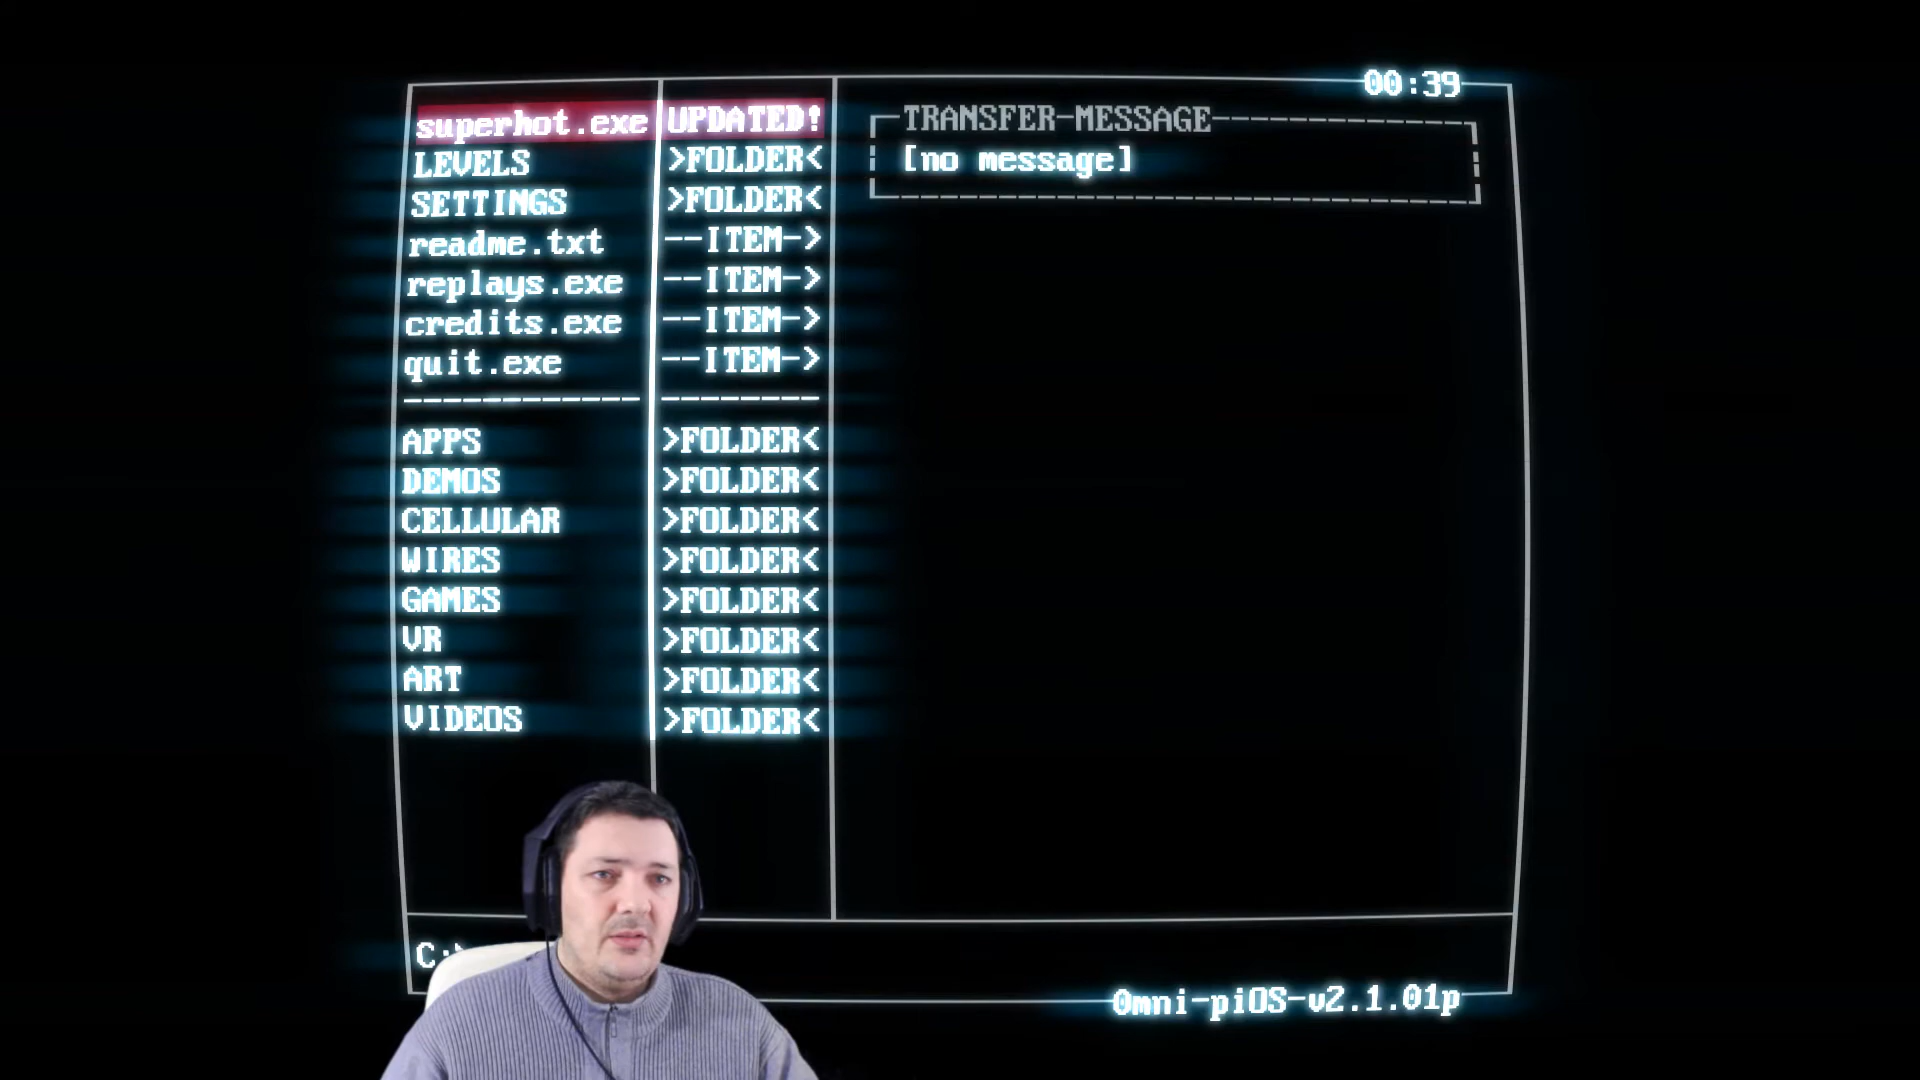 00:39
superhot.exe UPDATED!
LEVELS >FOLDER<
SETTINGS >FOLDER<
readme.txt --ITEM->
replays.exe --ITEM->
credits.exe --ITEM->
quit.exe --ITEM->
APPS >FOLDER<
DEMOS >FOLDER<
CELLULAR >FOLDER<
WIRES >FOLDER<
GAMES >FOLDER<
VR >FOLDER<
ART >FOLDER<
VIDEOS >FOLDER<
TRANSFER-MESSAGE
[no message]
C:
Omni-piOS-v2.1.01p